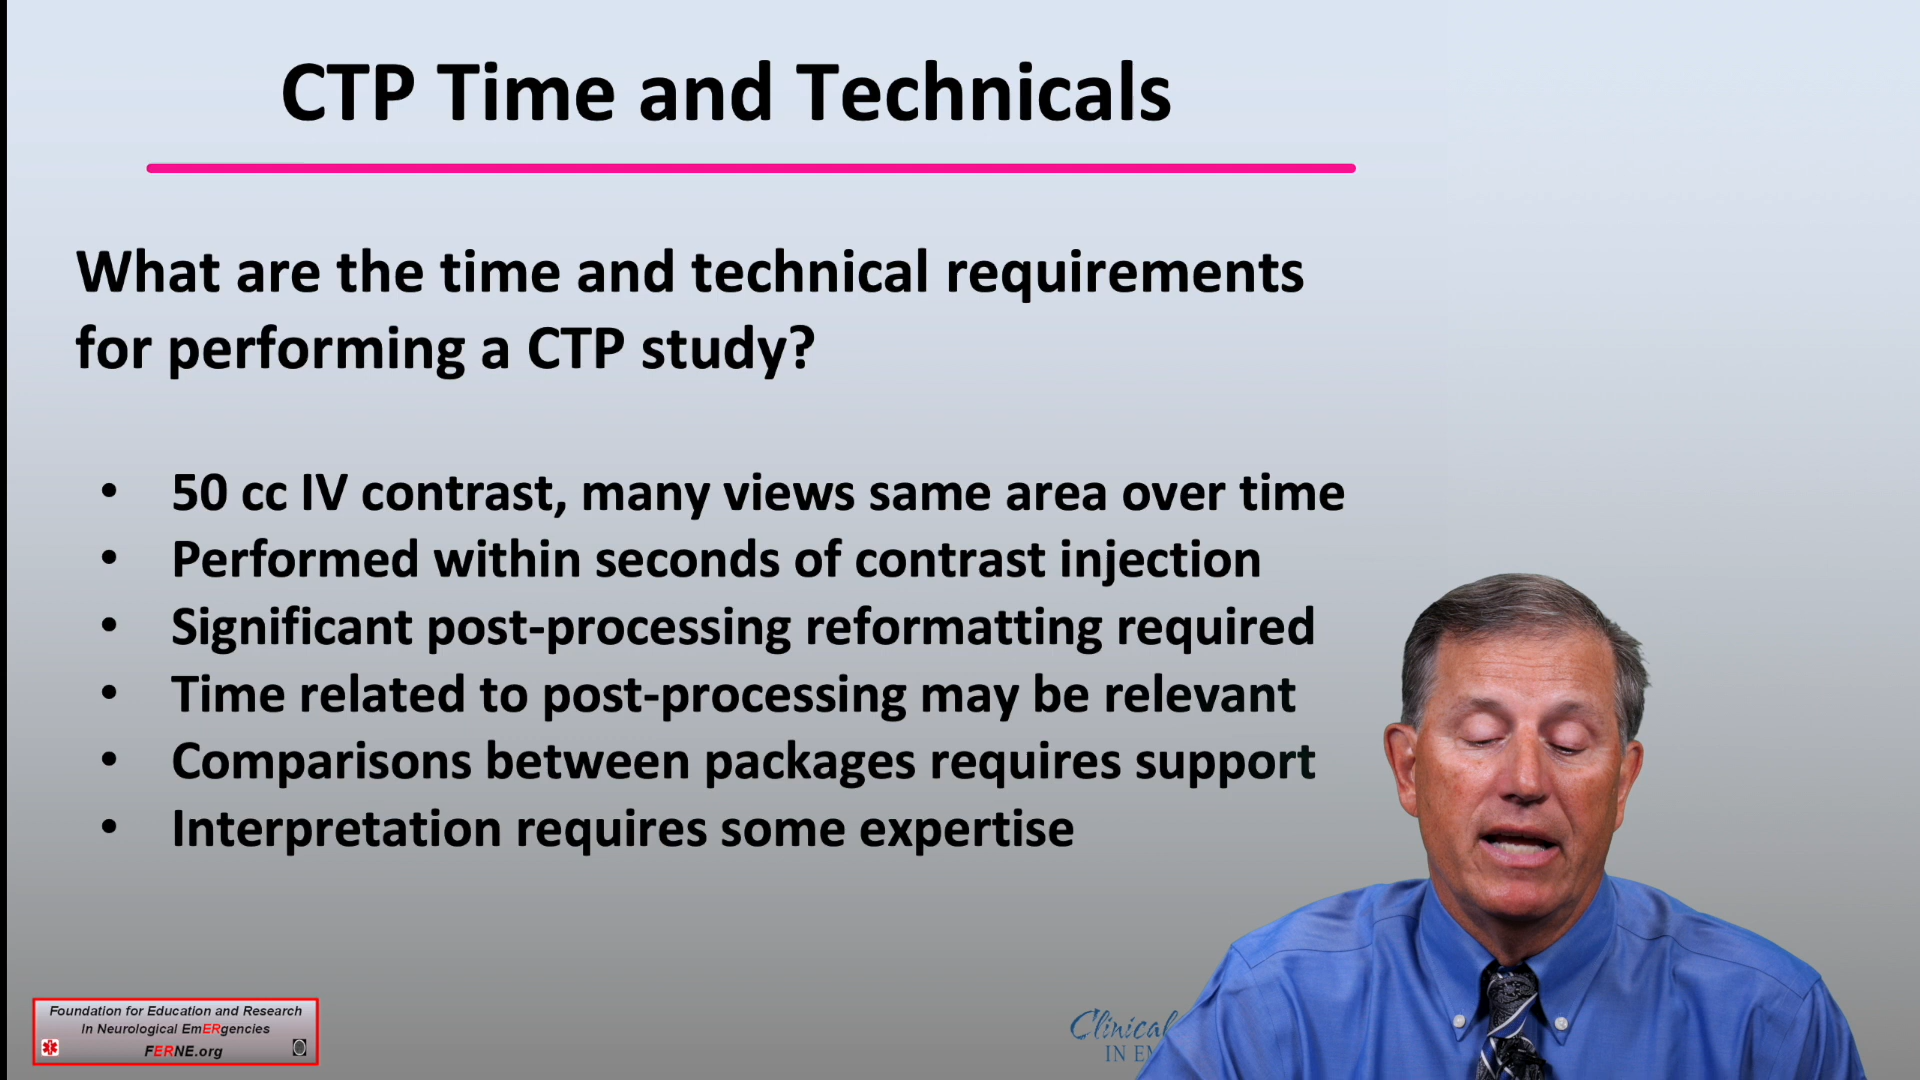 CTP Time and Technicals
What are the time and technical requirements
for performing a CTP study?
• 50 cc IV contrast, many views same area over time
• Performed within seconds of contrast injection
• Significant post-processing reformatting required
• Time related to post-processing may be relevant
• Comparisons between packages requires support
• Interpretation requires some expertise
Foundation for Education and Research
In Neurological EmERgencies
FERNE.org
Clinical
IN